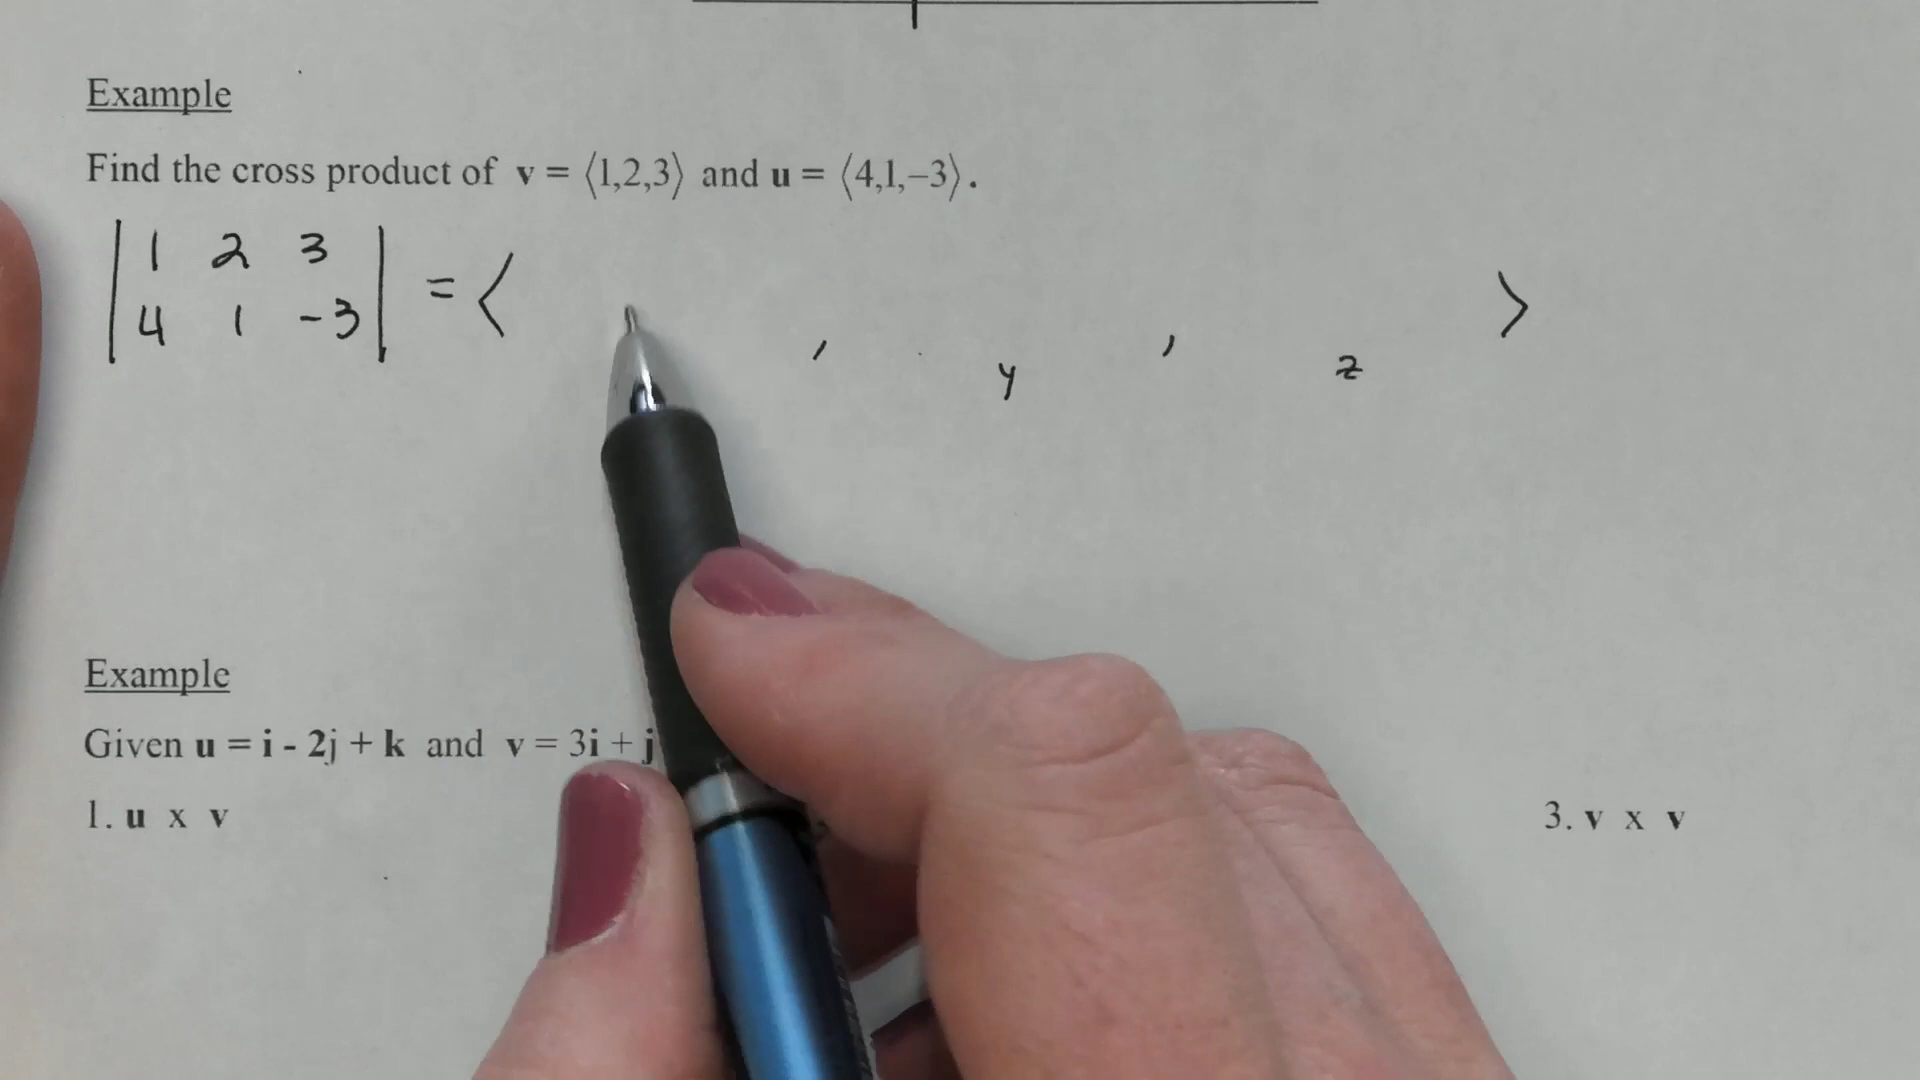 Example
Find the cross product of v = ⟨1,2,3⟩ and u = ⟨4,1,−3⟩.
| 1 2 3 | = ⟨ , , ⟩
| 4 1 -3 | y z
Example
Given u = i - 2j + k and v = 3i + j
1. u x v 3. v x v